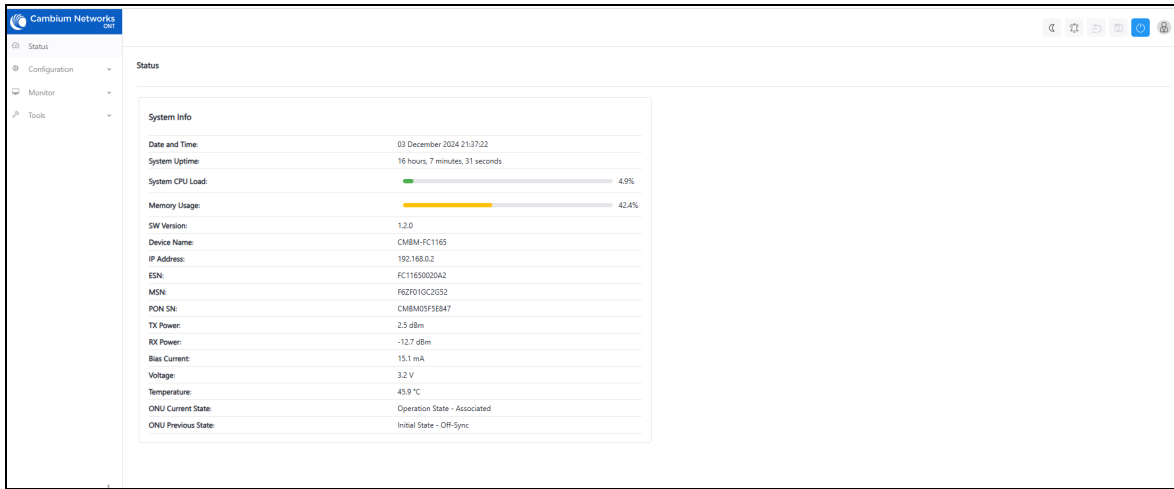 Cambium Networks
ONT
Status
Configuration
Monitor
Tools
Status
System Info
Date and Time: 03 December 2024 21:37:22
System Uptime: 16 hours, 7 minutes, 31 seconds
System CPU Load: 4.9%
Memory Usage: 42.4%
SW Version: 1.2.0
Device Name: CMBM-FC1165
IP Address: 192.168.0.2
ESN: FC11650020A2
MSN: F6ZF01GC2G52
PON SN: CMBM05F5E847
TX Power: 2.5 dBm
RX Power: -12.7 dBm
Bias Current: 15.1 mA
Voltage: 3.2 V
Temperature: 45.9 °C
ONU Current State: Operation State - Associated
ONU Previous State: Initial State - Off-Sync